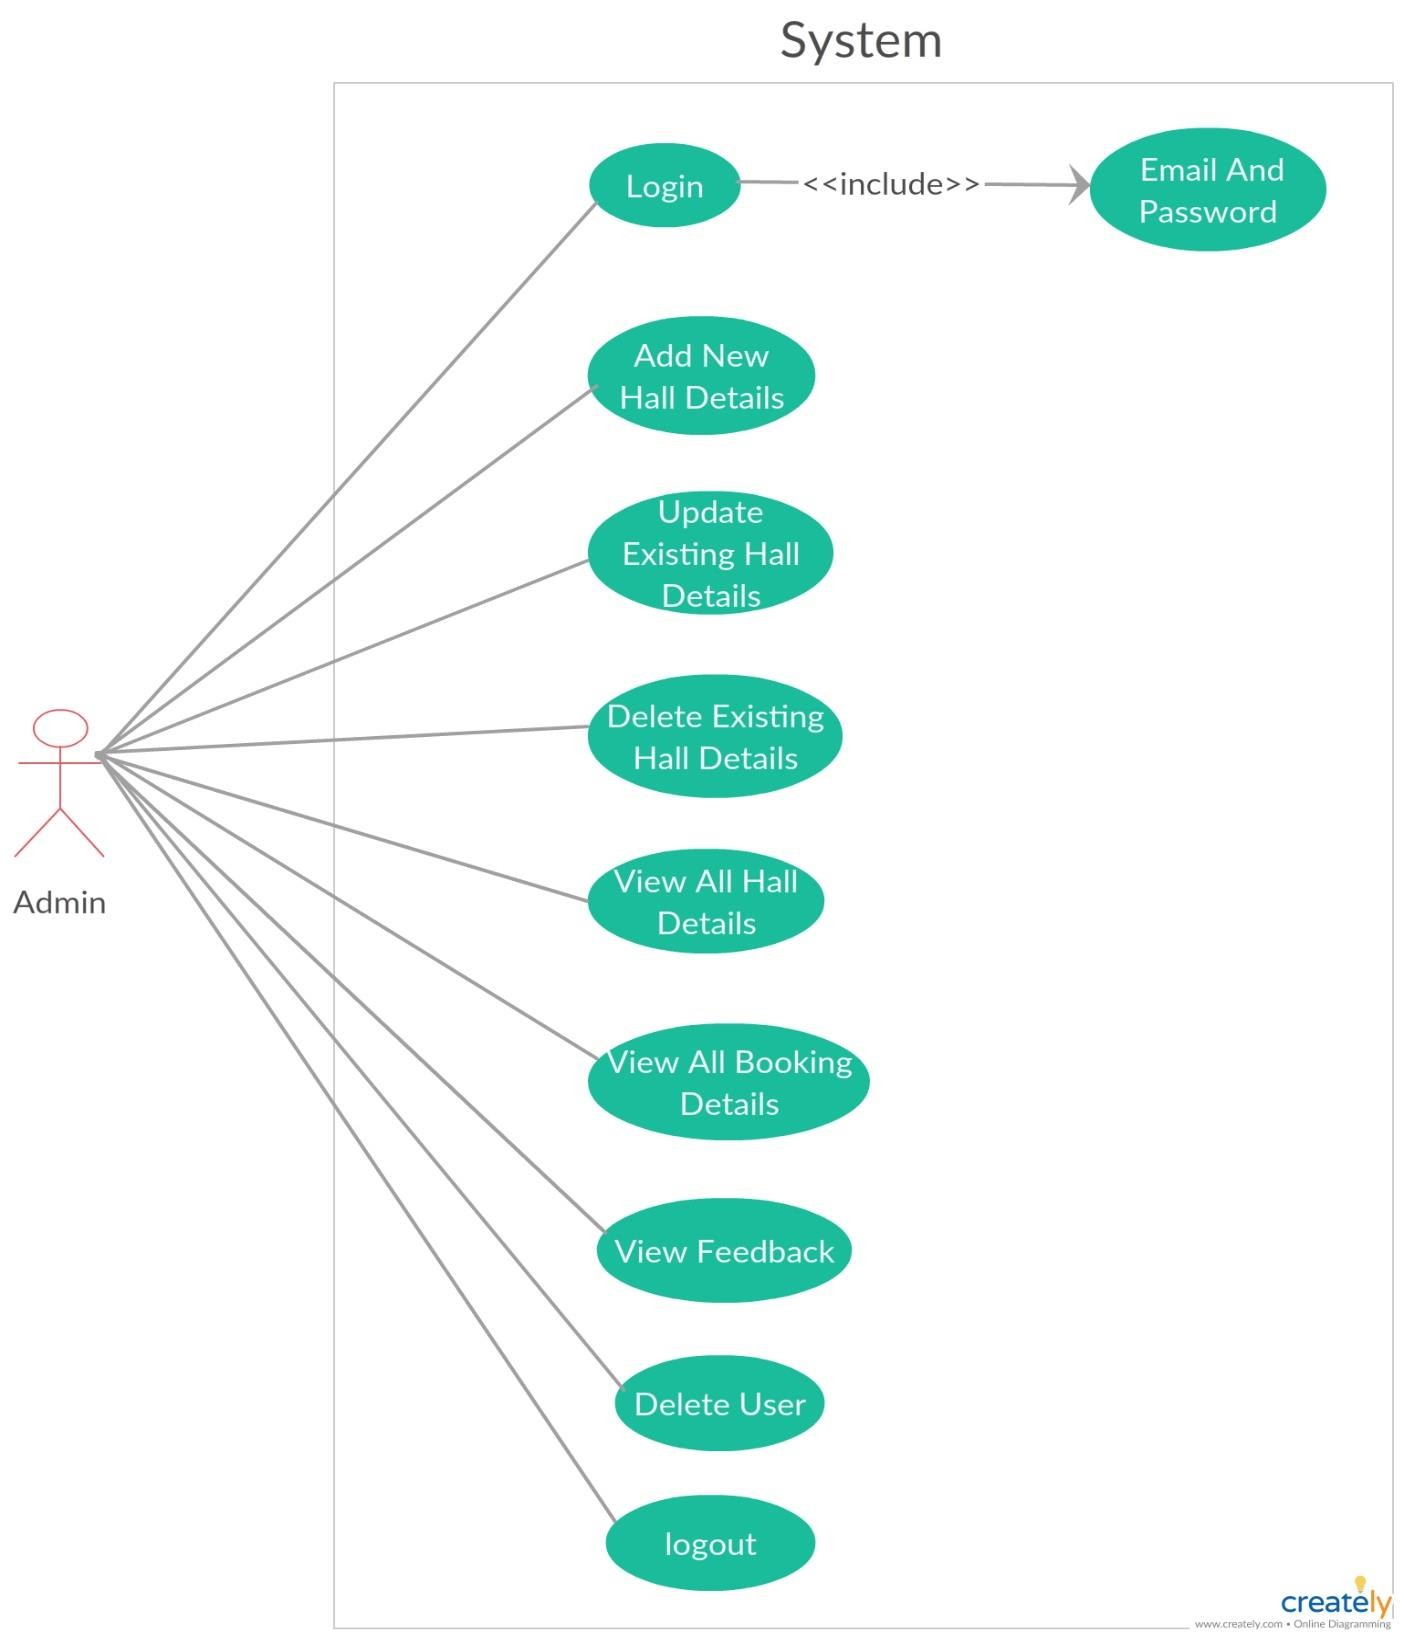 System
Login
<<include>>
Email And
Password
Add New
Hall Details
Update
Existing Hall
Details
Delete Existing
Hall Details
View All Hall
Details
Admin
View All Booking
Details
View Feedback
Delete User
logout
creately
www.creately.com • Online Diagramming